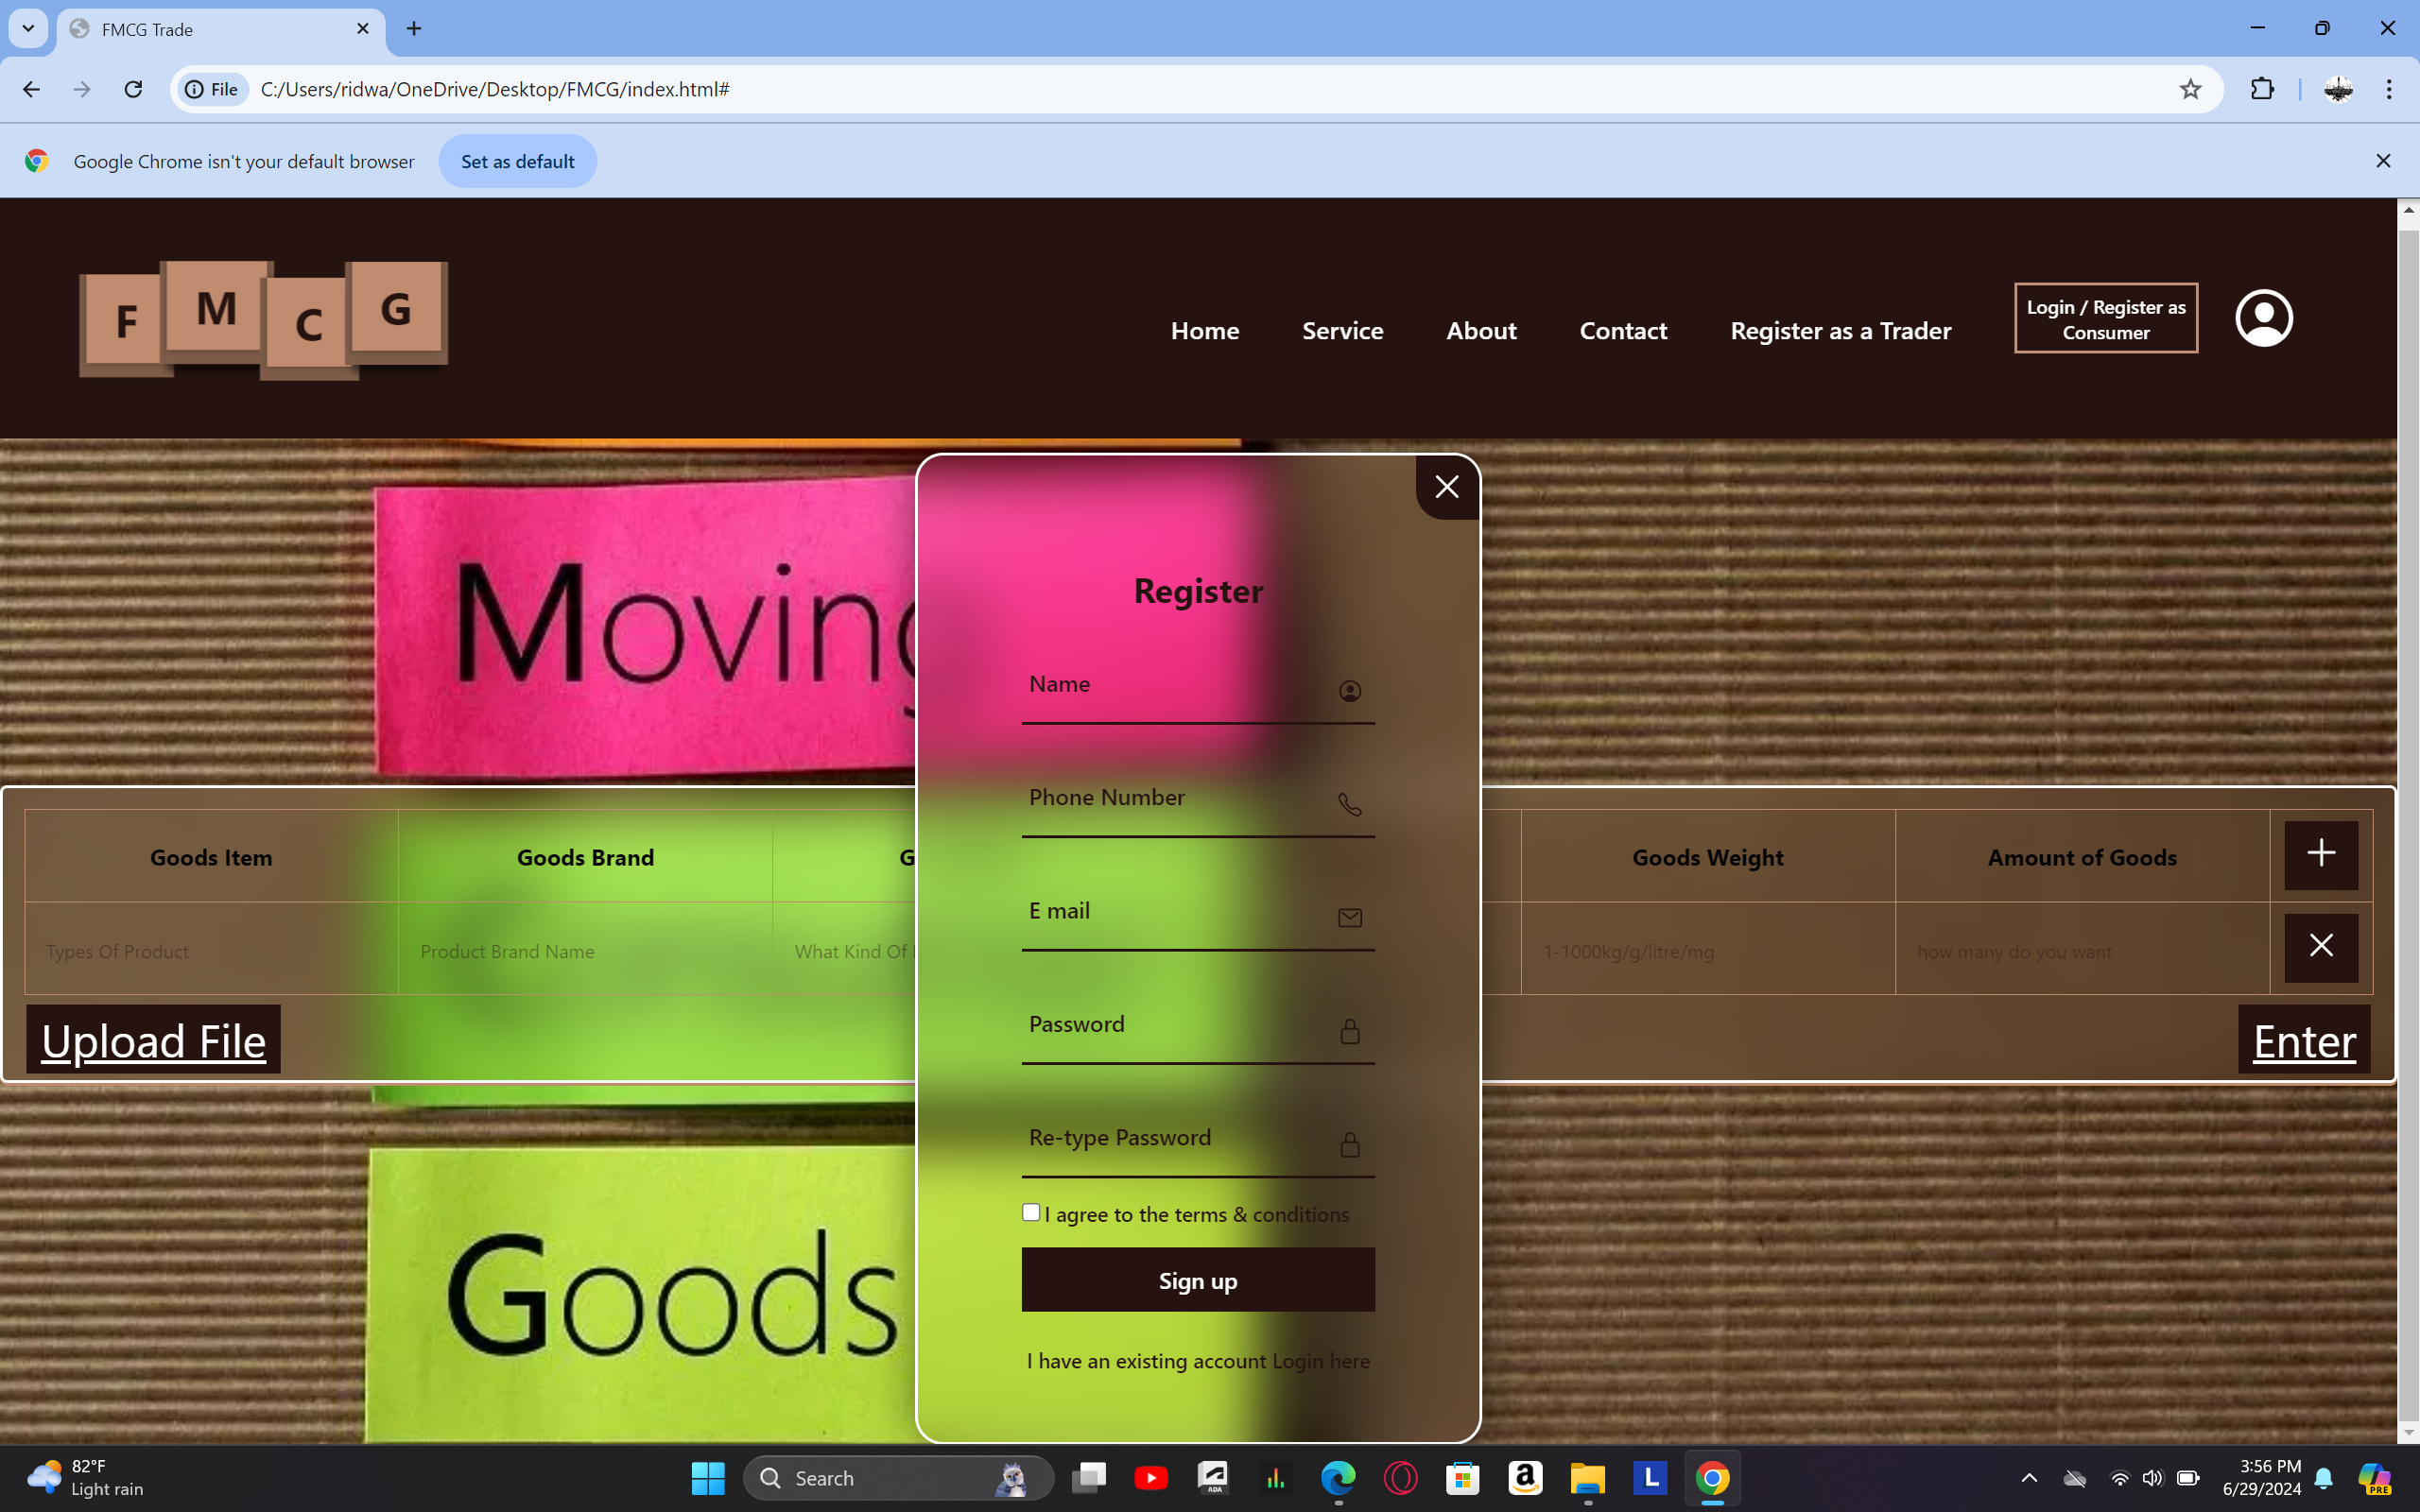 FMCG Trade
File
C:/Users/ridwa/OneDrive/Desktop/FMCG/index.html#
Google Chrome isn't your default browser
Set as default
F M C G
Home
Service
About
Contact
Register as a Trader
Login / Register as
Consumer
Moving
Register
Name
Phone Number
E mail
Password
Re-type Password
I agree to the terms & conditions
Sign up
I have an existing account Login here
Goods Item
Goods Brand
G
Goods Weight
Amount of Goods
Types Of Product
Product Brand Name
What Kind Of
1-1000kg/g/litre/mg
how many do you want
Upload File
Enter
Goods
82°F
Light rain
Search
ADA
a
L
3:56 PM
6/29/2024
PRE